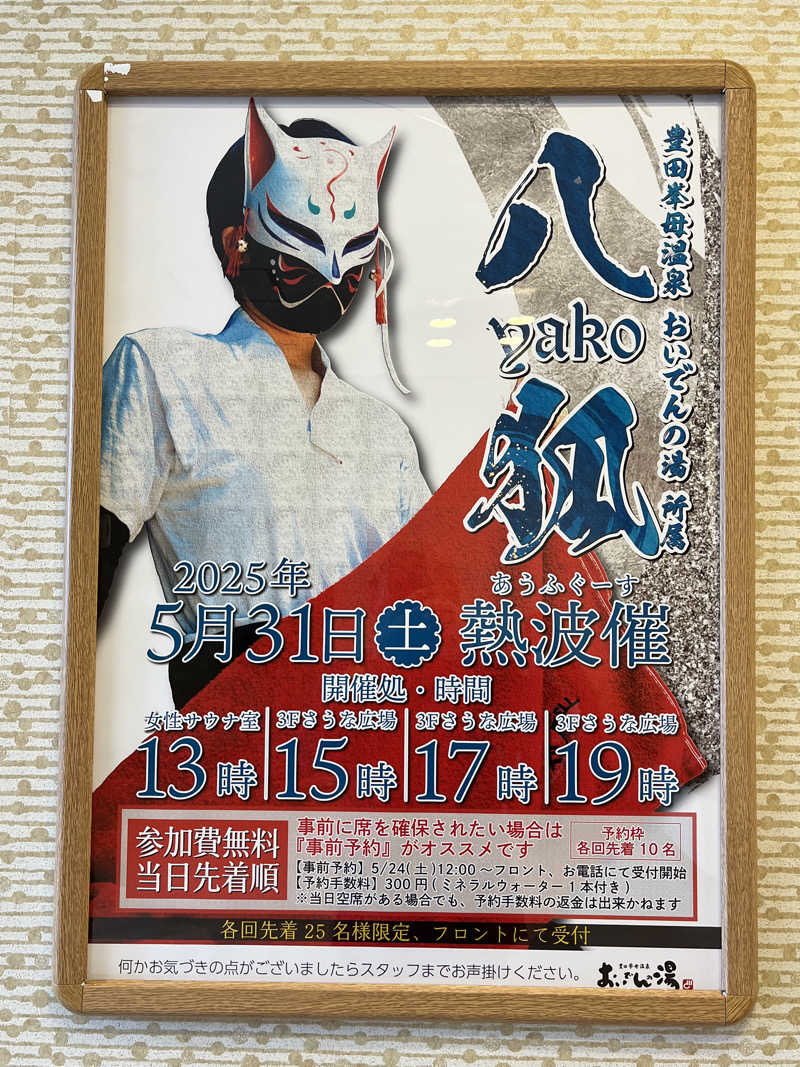 豊田挙母温泉 おいでんの湯 所属
八
yako
狐
2025年
あうふぐーす
5月31日 土 熱波催
開催処・時間
女性サウナ室 3Fさうな広場 3Fさうな広場 3Fさうな広場
13時 15時 17時 19時
参加費無料
当日先着順
事前に席を確保されたい場合は
『事前予約』がオススメです
予約枠
各回先着10名
【事前予約】5/24(土)12:00～フロント、お電話にて受付開始
【予約手数料】300円(ミネラルウォーター1本付き)
※当日空席がある場合でも、予約手数料の返金は出来かねます
各回先着25名様限定、フロントにて受付
何かお気づきの点がございましたらスタッフまでお声掛けください。
豊田挙母温泉
おいでんの湯